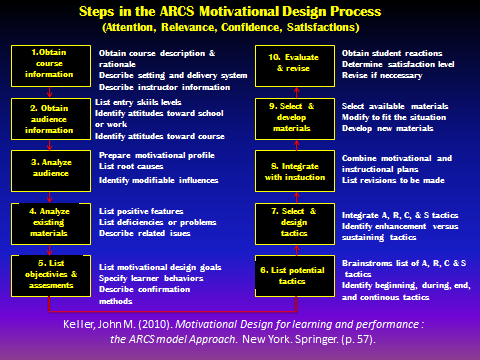 Steps in the ARCS Motivational Design Process
(Attention, Relevance, Confidence, Satisfactions)
1.Obtain
course
information
Obtain course description &
rationale
Describe setting and delivery system
Describe instructor information
2. Obtain
audience
information
List entry skiils levels
Identify attitudes toward school
or work
Identify attitudes toward course
3. Analyze
audience
Prepare motivational profile
List root causes
Identify modifiable influences
4. Analyze
existing
materials
List positive features
List deficiencies or problems
Describe related issues
5. List
objectivies &
assesments
List motivational design goals
Specify learner behaviors
Describe confirmation
methods
6. List potential
tactics
Brainstroms list of A, R, C & S
tactics
Identify beginning, during, end,
and continous tactics
7. Select &
design
tactics
Integrate A, R, C, & S tactics
Identify enhancement versus
sustaining tactics
8. Integrate
with instuction
Combine motivational and
instructional plans
List revisions to be made
9. Select &
develop
materials
Select available materials
Modify to fit the situation
Develop new materials
10. Evaluate
& revise
Obtain student reactions
Determine satisfaction level
Revise if neccessary
Keller, John M. (2010). Motivational Design for learning and performance :
the ARCS model Approach. New York. Springer. (p. 57).